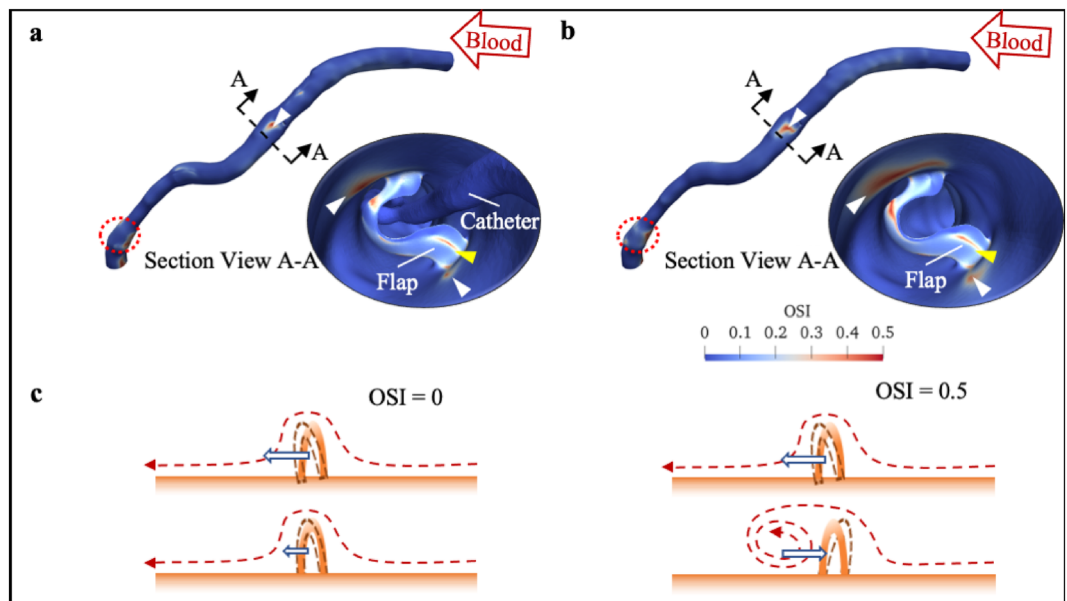 a
Blood
A
A
Catheter
Section View A-A
Flap
b
Blood
A
A
Section View A-A
Flap
OSI
0 0.1 0.2 0.3 0.4 0.5
c
OSI = 0
OSI = 0.5